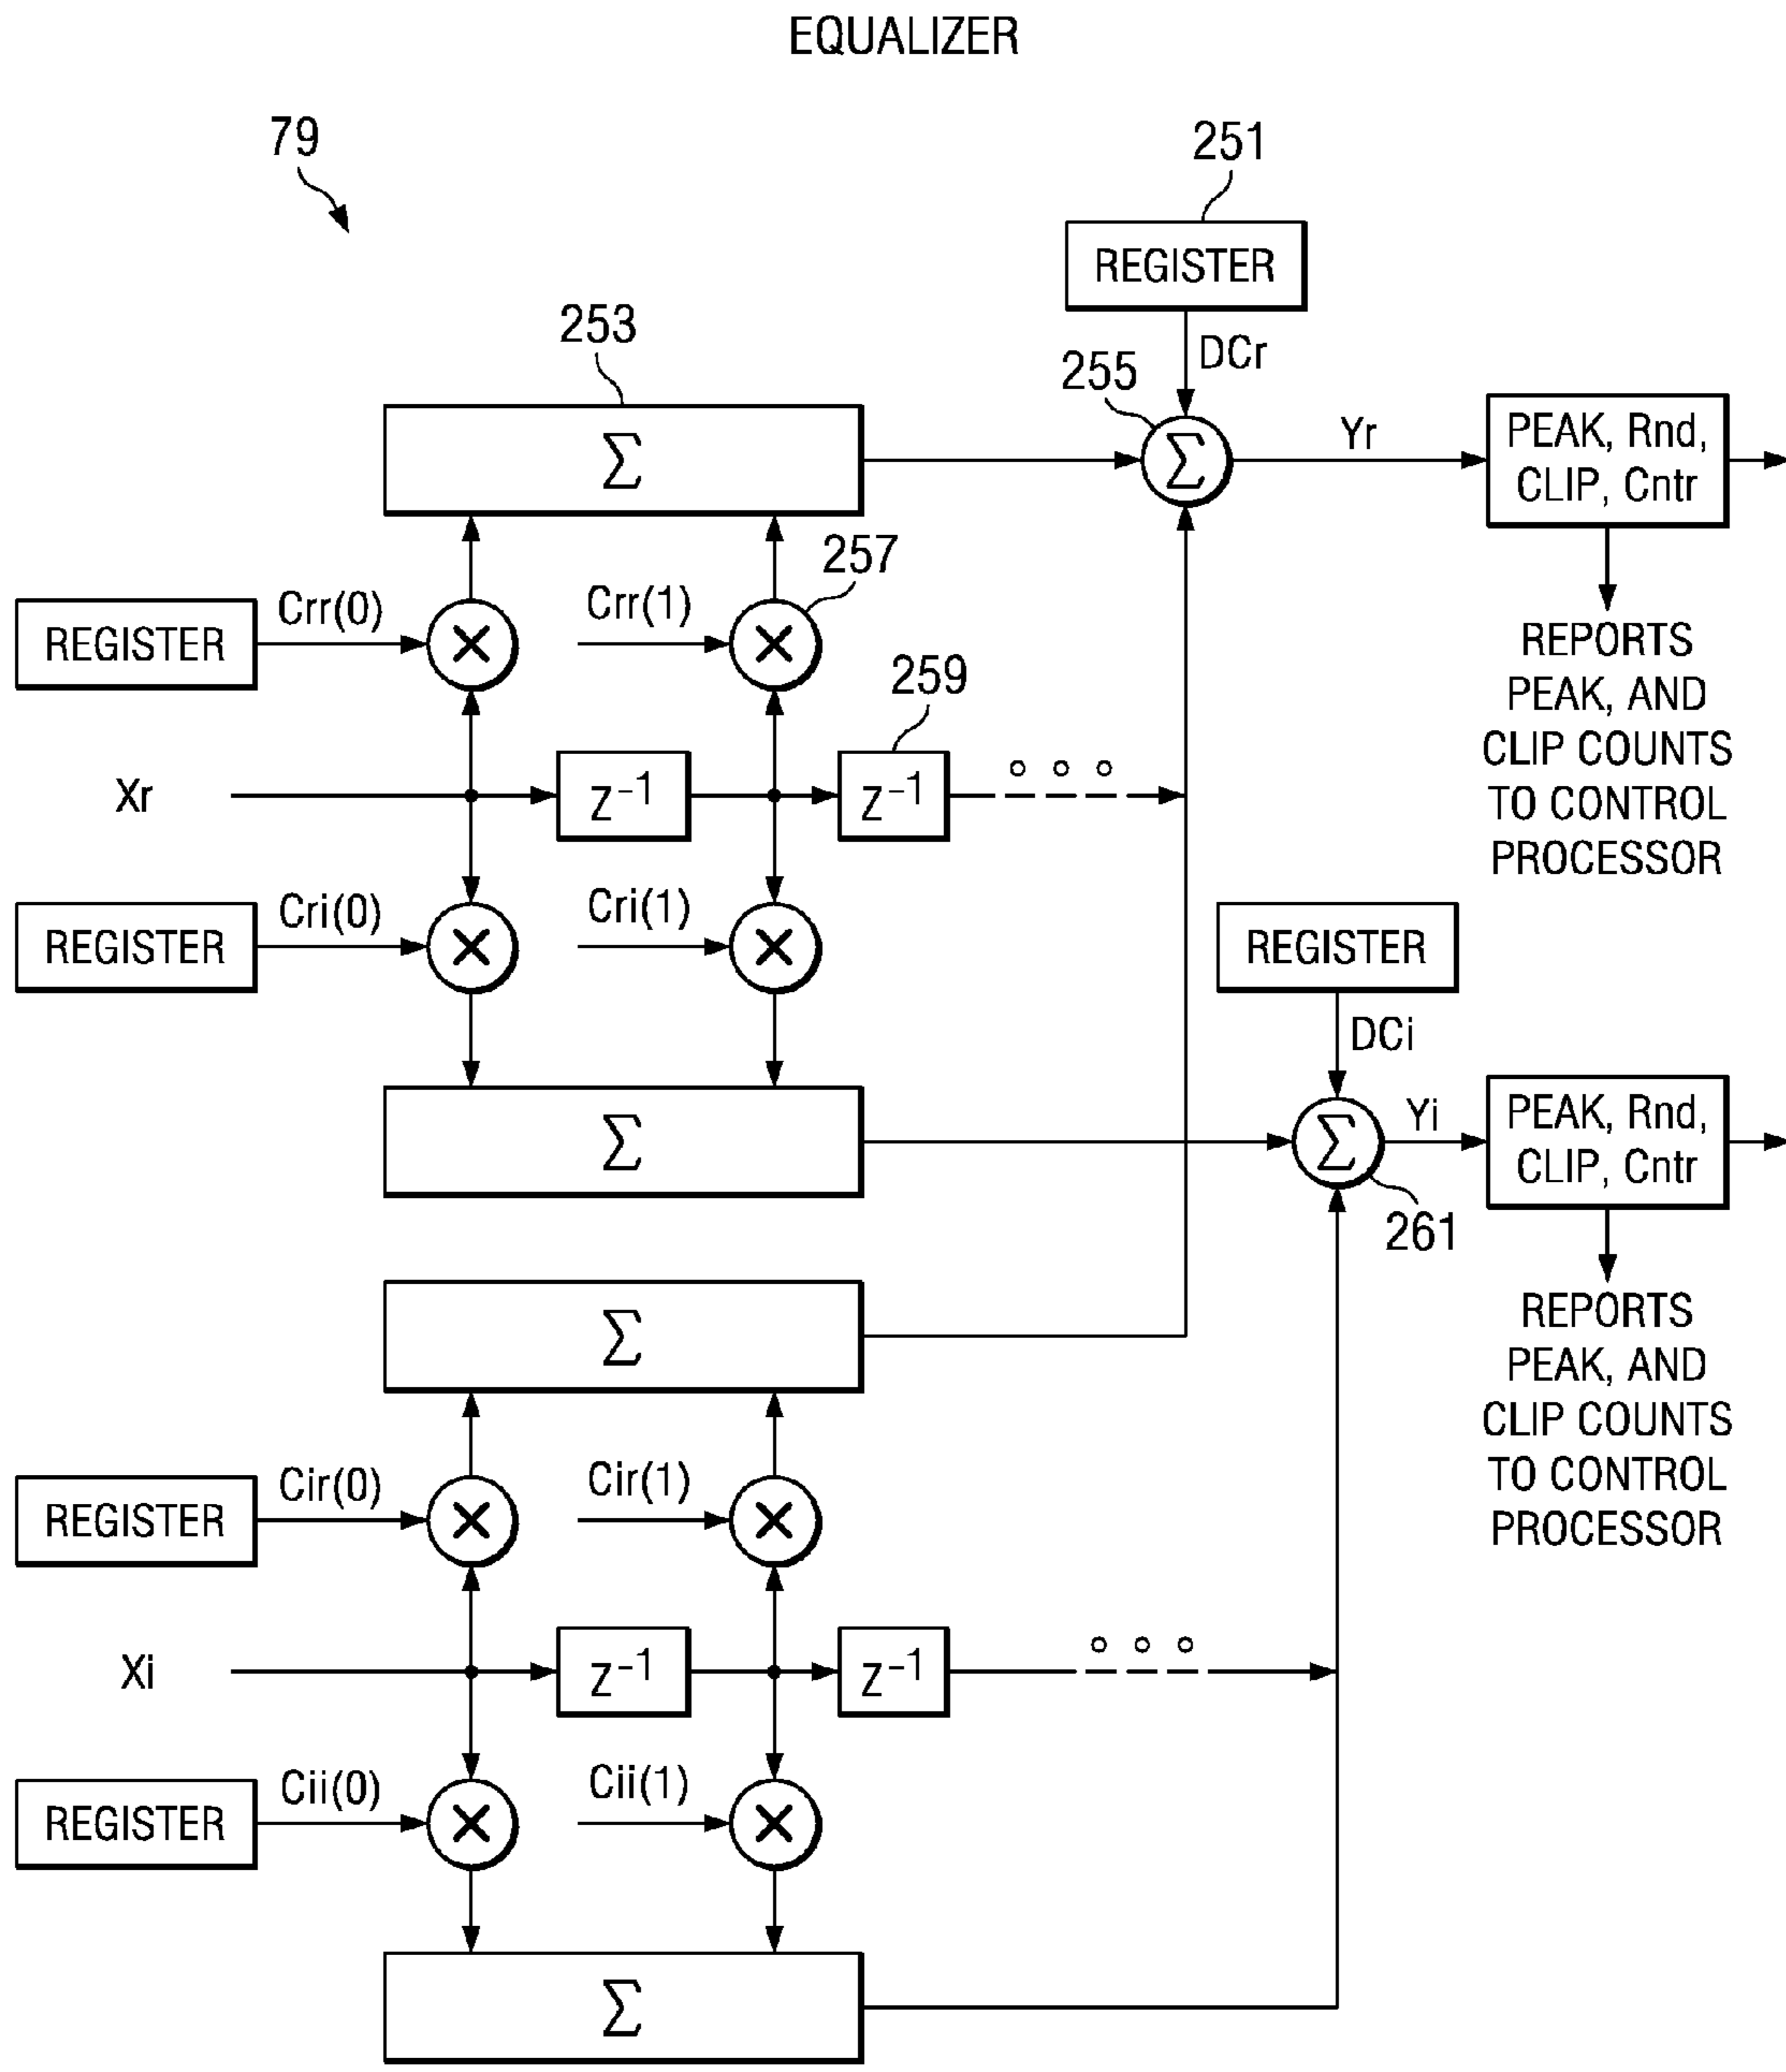 EQUALIZER
79
251
REGISTER
253
255
DCr
Σ
Σ
Yr
PEAK, Rnd,
CLIP, Cntr
257
REGISTER
Crr(0)
×
Crr(1)
×
REPORTS
PEAK, AND
CLIP COUNTS
TO CONTROL
PROCESSOR
259
Xr
z⁻¹
z⁻¹
REGISTER
Cri(0)
×
Cri(1)
×
REGISTER
DCi
Σ
Σ
Yi
PEAK, Rnd,
CLIP, Cntr
261
REPORTS
PEAK, AND
CLIP COUNTS
TO CONTROL
PROCESSOR
Σ
REGISTER
Cir(0)
×
Cir(1)
×
Xi
z⁻¹
z⁻¹
REGISTER
Cii(0)
×
Cii(1)
×
Σ